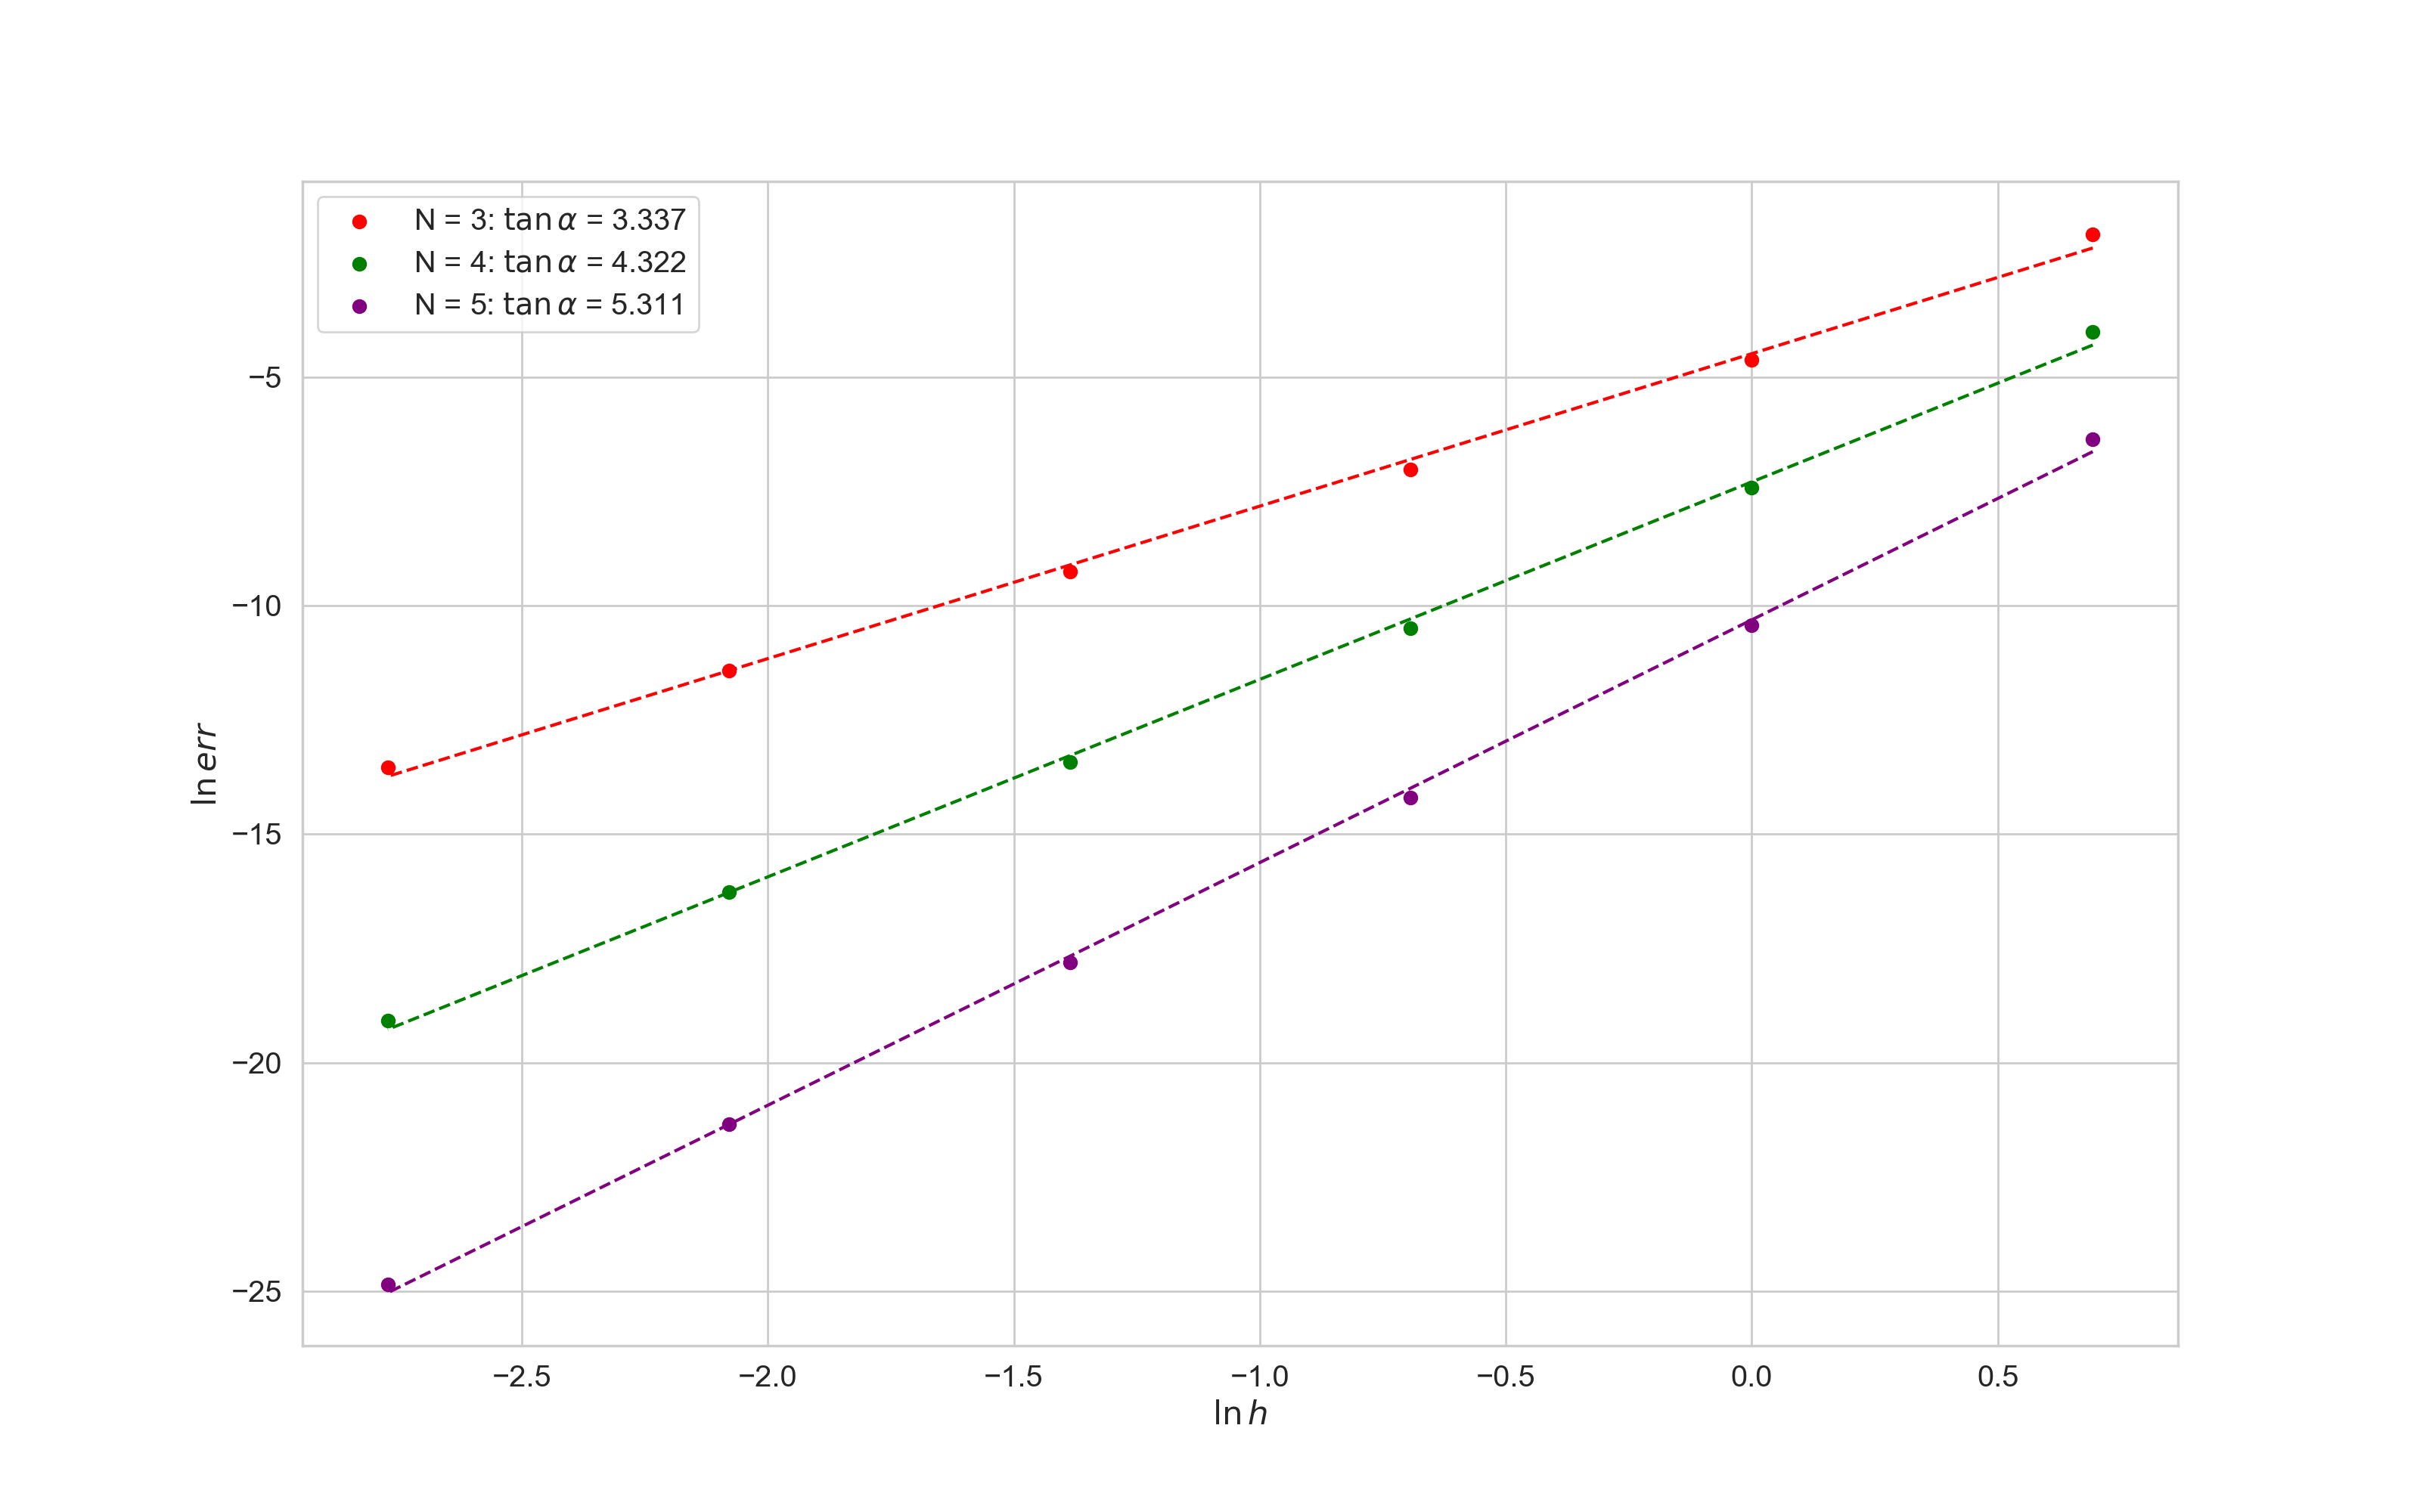 N = 3: tan α = 3.337
N = 4: tan α = 4.322
N = 5: tan α = 5.311
−5
−10
−15
−20
−25
ln err
−2.5 −2.0 −1.5 −1.0 −0.5 0.0 0.5
ln h